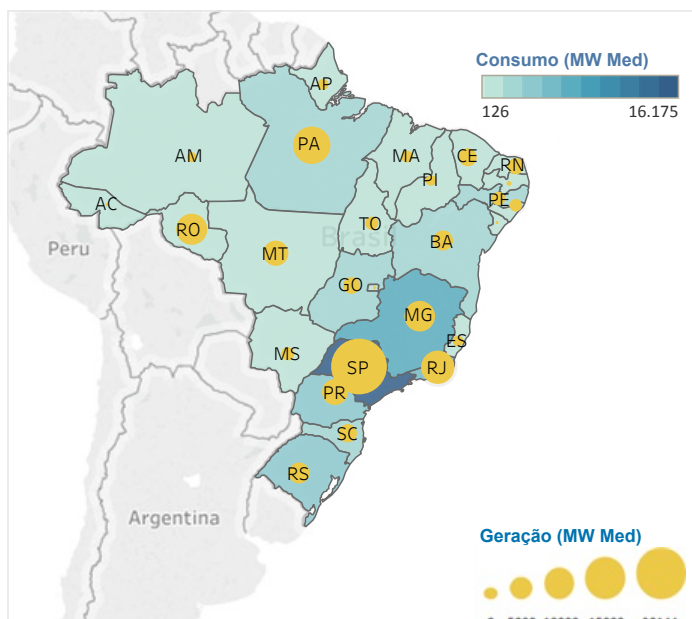 Consumo (MW Med)
126 16.175
AP
PA
AM
MA
CE
RN
PI
PE
AC
TO
RO
Brasil
BA
MT
Peru
GO
MG
ES
MS
SP
RJ
PR
SC
RS
Argentina
Geração (MW Med)